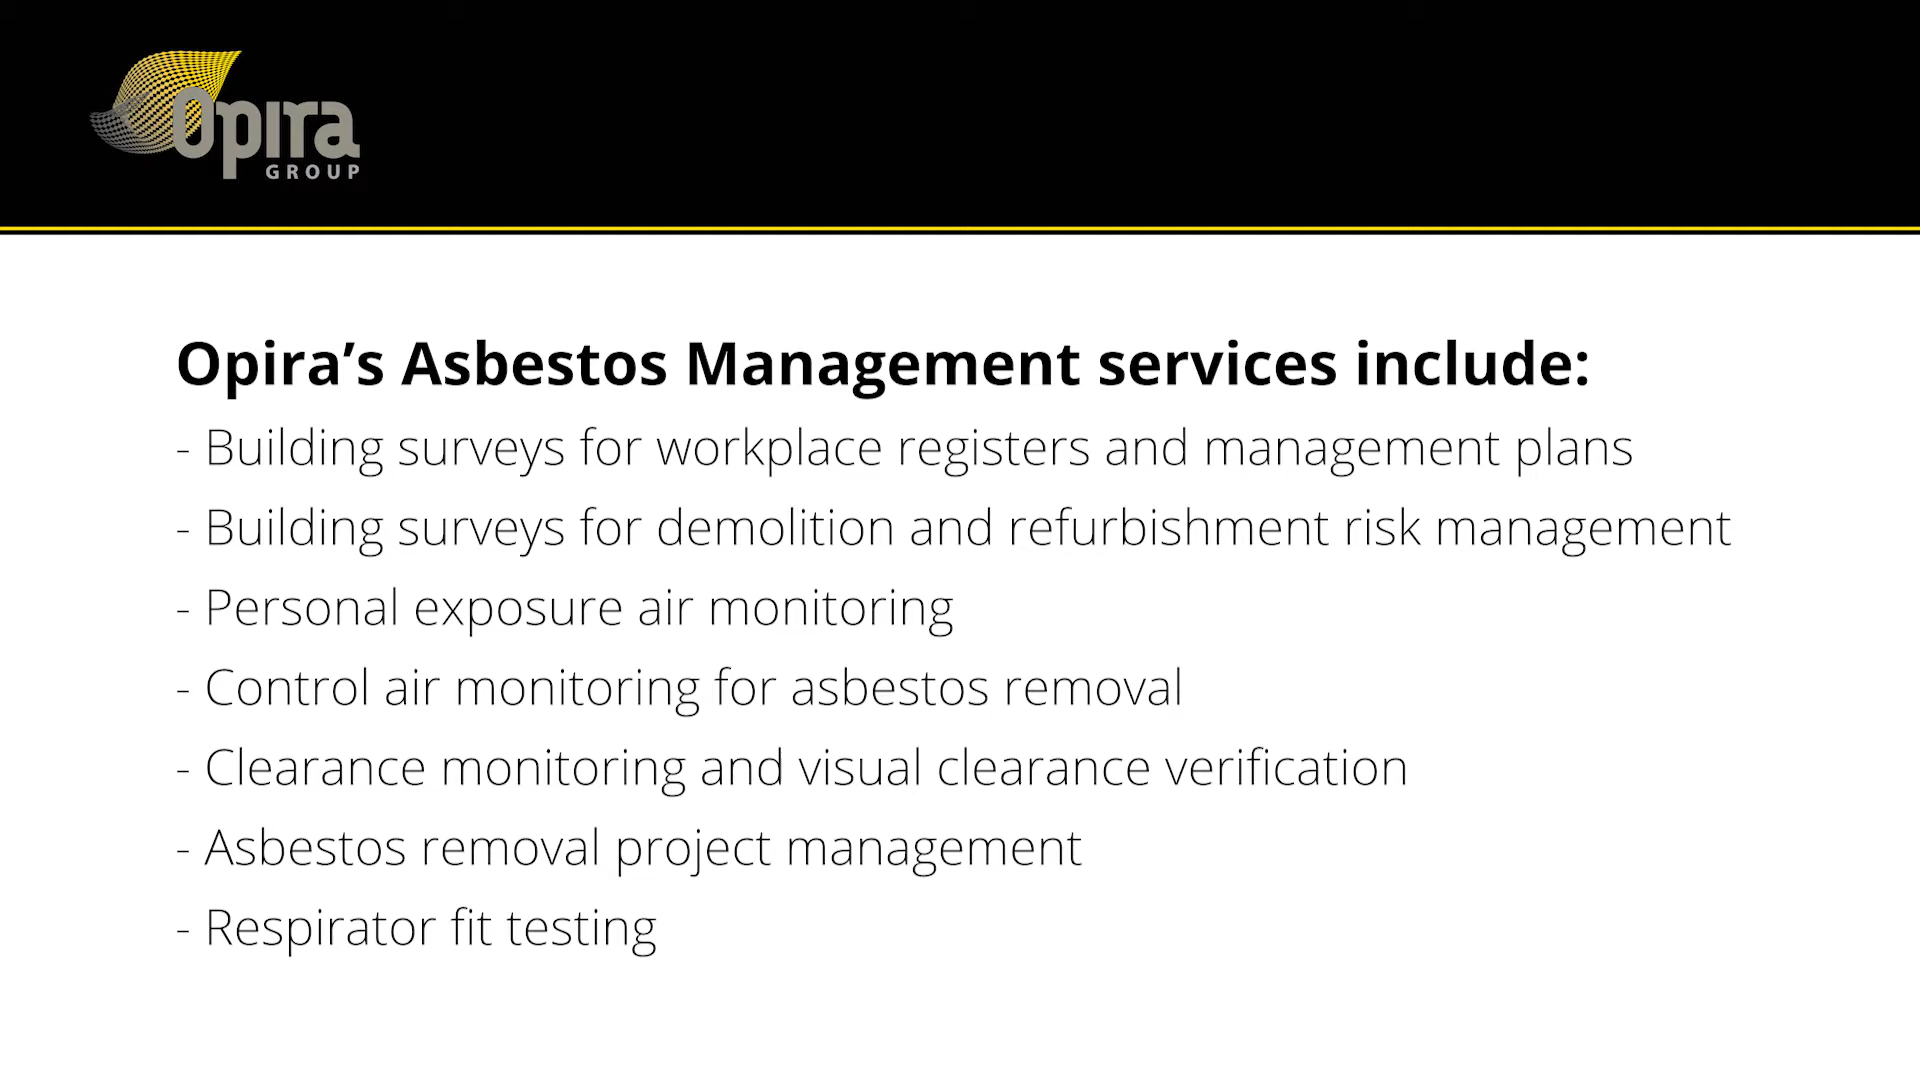 Opira
GROUP
Opira’s Asbestos Management services include:
- Building surveys for workplace registers and management plans
- Building surveys for demolition and refurbishment risk management
- Personal exposure air monitoring
- Control air monitoring for asbestos removal
- Clearance monitoring and visual clearance verification
- Asbestos removal project management
- Respirator fit testing